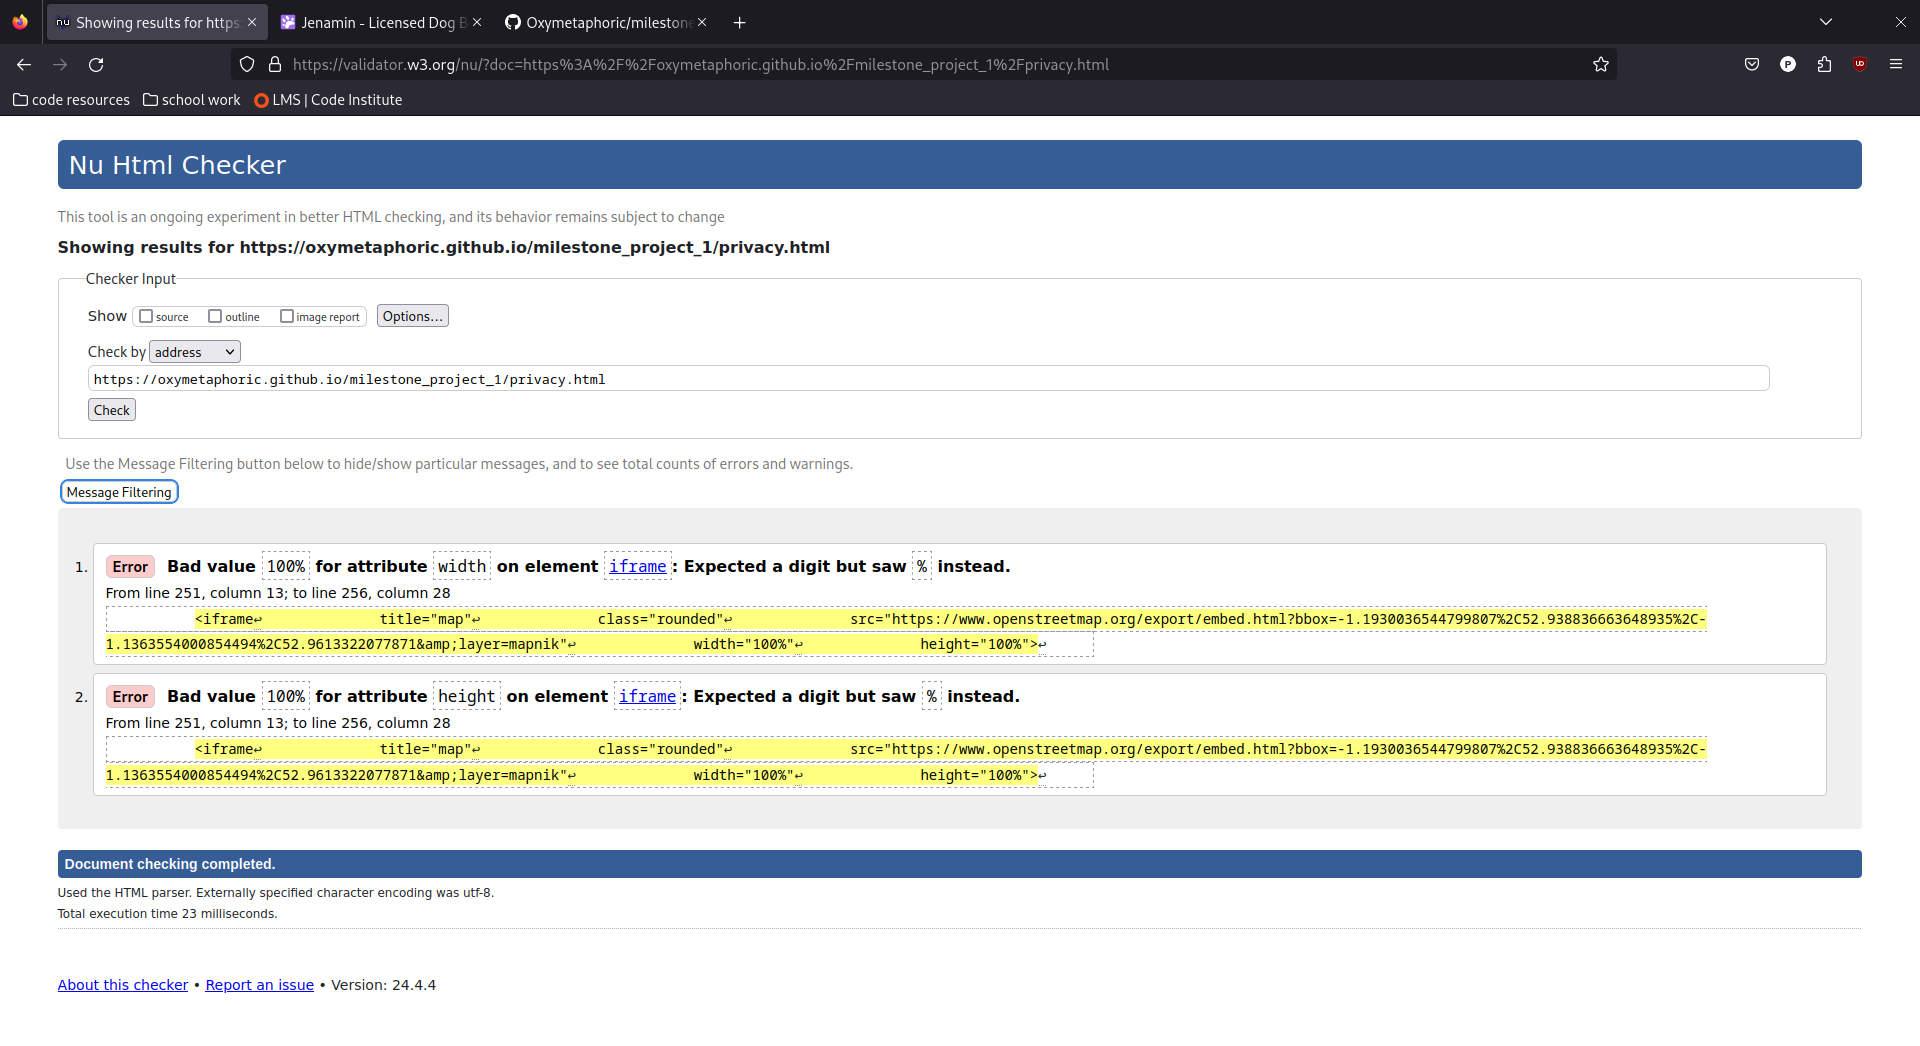 Showing results for https
Jenamin - Licensed Dog B
Oxymetaphoric/milestone
https://validator.w3.org/nu/?doc=https%3A%2F%2Foxymetaphoric.github.io%2Fmilestone_project_1%2Fprivacy.html
code resources school work LMS | Code Institute
Nu Html Checker
This tool is an ongoing experiment in better HTML checking, and its behavior remains subject to change
Showing results for https://oxymetaphoric.github.io/milestone_project_1/privacy.html
Checker Input
Show source outline image report Options...
Check by address
https://oxymetaphoric.github.io/milestone_project_1/privacy.html
Check
Use the Message Filtering button below to hide/show particular messages, and to see total counts of errors and warnings.
Message Filtering
1. Error Bad value 100% for attribute width on element iframe: Expected a digit but saw % instead.
From line 251, column 13; to line 256, column 28
<iframe↩ title="map"↩ class="rounded"↩ src="https://www.openstreetmap.org/export/embed.html?bbox=-1.1930036544799807%2C52.938836663648935%2C-
1.1363554000854494%2C52.9613322077871&amp;layer=mapnik"↩ width="100%"↩ height="100%">↩
2. Error Bad value 100% for attribute height on element iframe: Expected a digit but saw % instead.
From line 251, column 13; to line 256, column 28
<iframe↩ title="map"↩ class="rounded"↩ src="https://www.openstreetmap.org/export/embed.html?bbox=-1.1930036544799807%2C52.938836663648935%2C-
1.1363554000854494%2C52.9613322077871&amp;layer=mapnik"↩ width="100%"↩ height="100%">↩
Document checking completed.
Used the HTML parser. Externally specified character encoding was utf-8.
Total execution time 23 milliseconds.
About this checker • Report an issue • Version: 24.4.4